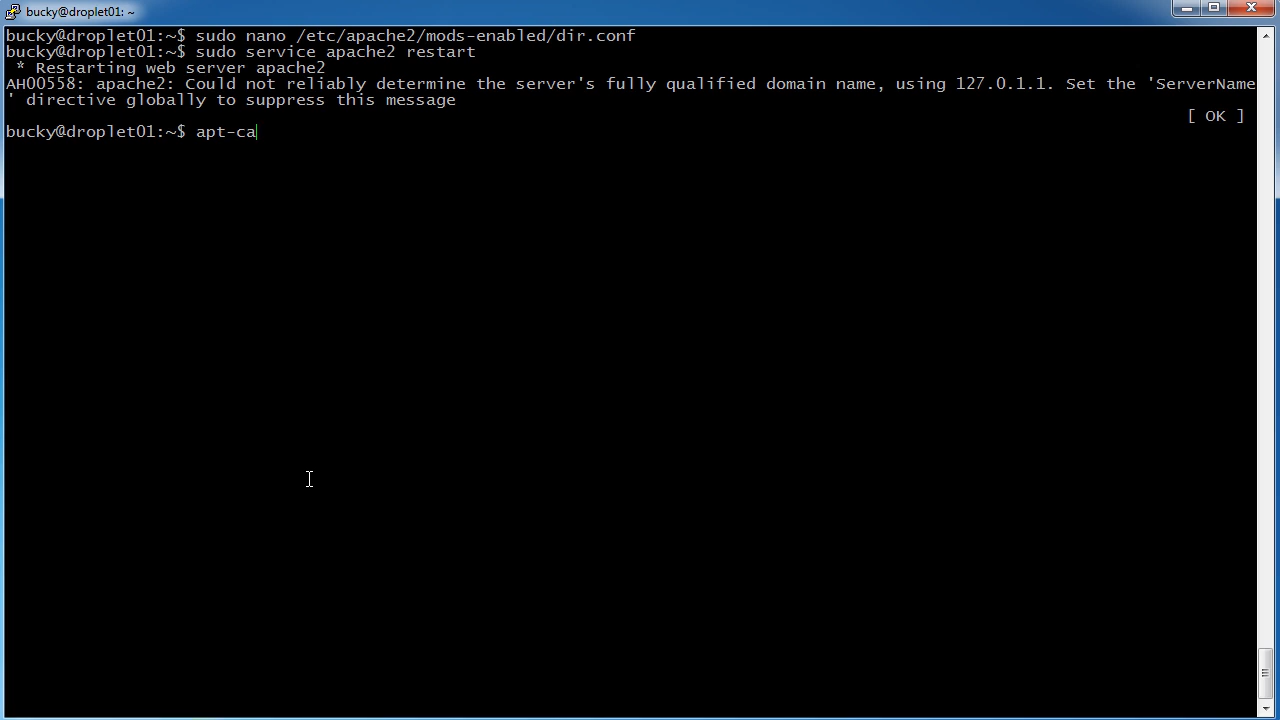 bucky@droplet01: ~
bucky@droplet01:~$ sudo nano /etc/apache2/mods-enabled/dir.conf
bucky@droplet01:~$ sudo service apache2 restart
 * Restarting web server apache2
AH00558: apache2: Could not reliably determine the server's fully qualified domain name, using 127.0.1.1. Set the 'ServerName
' directive globally to suppress this message
[ OK ]
bucky@droplet01:~$ apt-ca